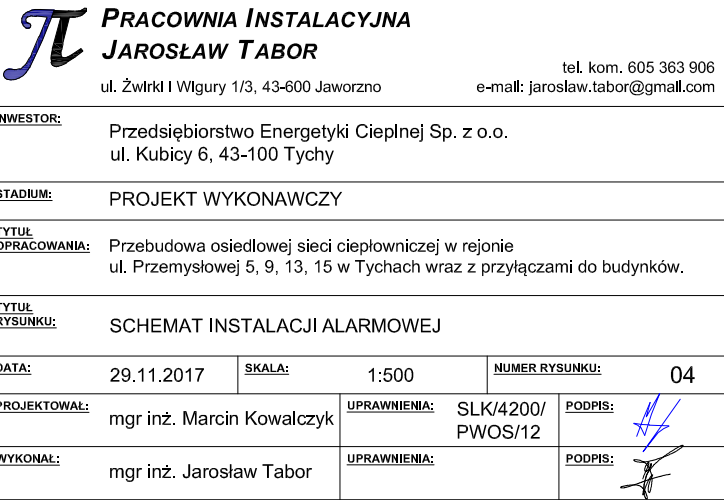 PRACOWNIA INSTALACYJNA
JAROSŁAW TABOR
ul. Żwirki i Wigury 1/3, 43-600 Jaworzno
tel. kom. 605 363 906
e-mail: jaroslaw.tabor@gmail.com
INWESTOR:
Przedsiębiorstwo Energetyki Cieplnej Sp. z o.o.
ul. Kubicy 6, 43-100 Tychy
STADIUM:
PROJEKT WYKONAWCZY
TYTUŁ
OPRACOWANIA:
Przebudowa osiedlowej sieci ciepłowniczej w rejonie
ul. Przemysłowej 5, 9, 13, 15 w Tychach wraz z przyłączami do budynków.
TYTUŁ
RYSUNKU:
SCHEMAT INSTALACJI ALARMOWEJ
DATA:
29.11.2017
SKALA:
1:500
NUMER RYSUNKU:
04
PROJEKTOWAŁ:
mgr inż. Marcin Kowalczyk
UPRAWNIENIA:
SLK/4200/
PWOS/12
PODPIS:
WYKONAŁ:
mgr inż. Jarosław Tabor
UPRAWNIENIA:
PODPIS: